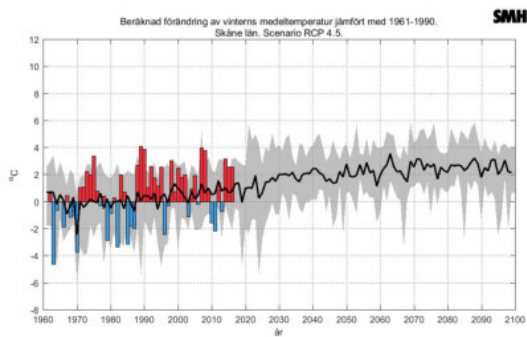 Beräknad förändring av vinterns medeltemperatur jämfört med 1961-1990.
SMHI
Skåne län. Scenario RCP 4.5.
12
10
8
6
4
2
0
-2
-4
-6
-8
°C
1960 1970 1980 1990 2000 2010 2020 2030 2040 2050 2060 2070 2080 2090 2100
år